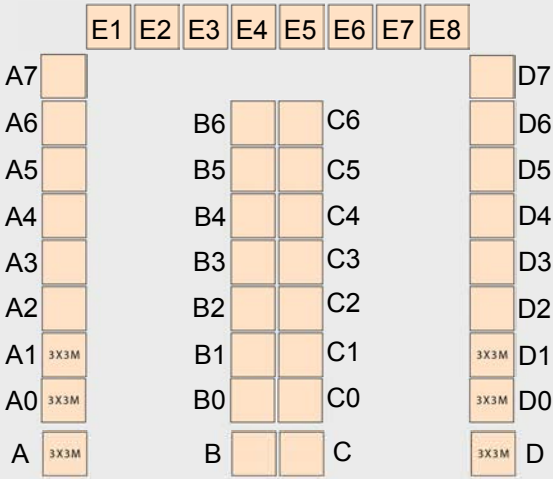 E1 E2 E3 E4 E5 E6 E7 E8
A7 D7
A6 B6 C6 D6
A5 B5 C5 D5
A4 B4 C4 D4
A3 B3 C3 D3
A2 B2 C2 D2
A1 3X3M B1 C1 3X3M D1
A0 3X3M B0 C0 3X3M D0
A 3X3M B C 3X3M D